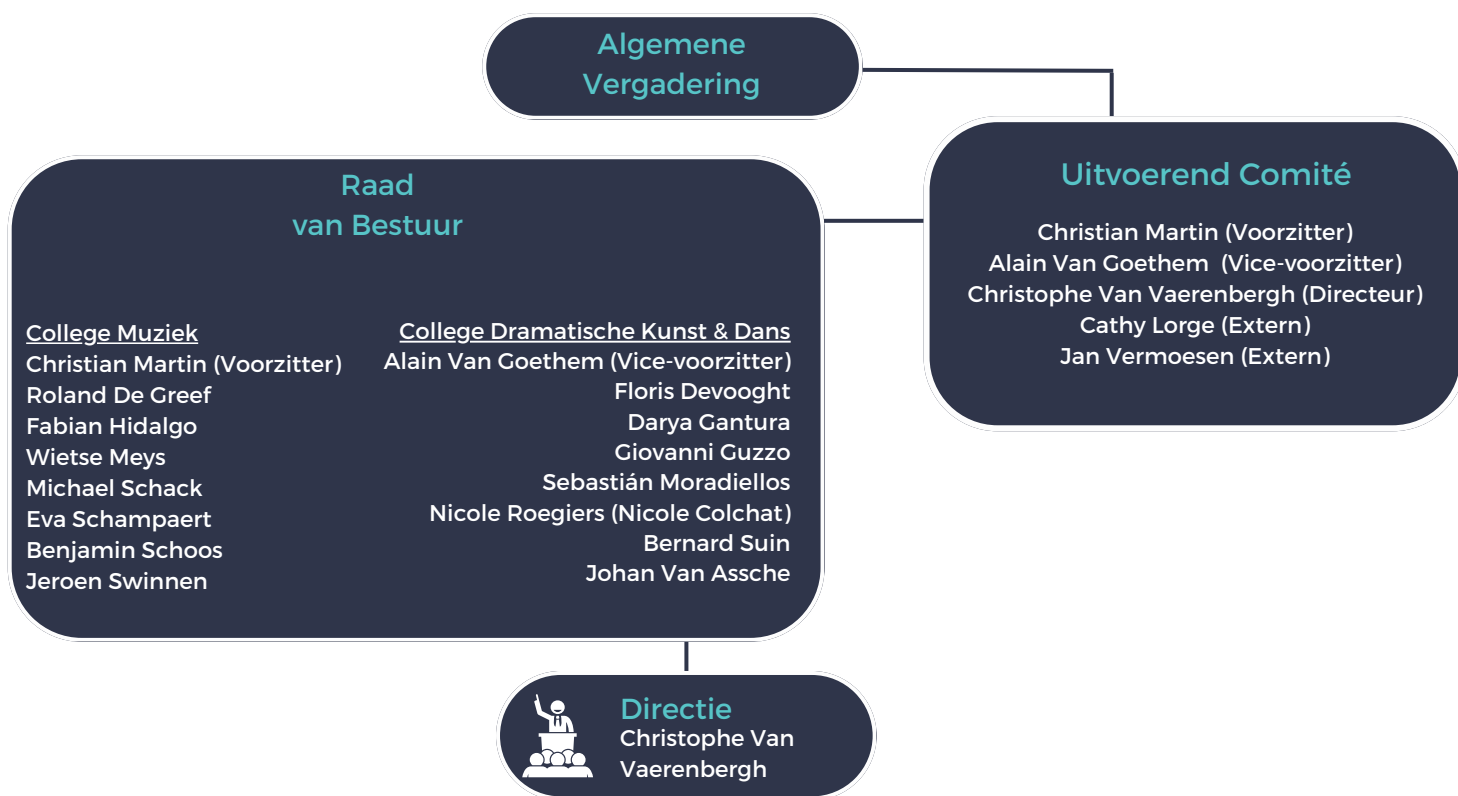 Algemene
Vergadering
Raad
van Bestuur
College Muziek
Christian Martin (Voorzitter)
Roland De Greef
Fabian Hidalgo
Wietse Meys
Michael Schack
Eva Schampaert
Benjamin Schoos
Jeroen Swinnen
College Dramatische Kunst & Dans
Alain Van Goethem (Vice-voorzitter)
Floris Devooght
Darya Gantura
Giovanni Guzzo
Sebastián Moradiellos
Nicole Roegiers (Nicole Colchat)
Bernard Suin
Johan Van Assche
Uitvoerend Comité
Christian Martin (Voorzitter)
Alain Van Goethem (Vice-voorzitter)
Christophe Van Vaerenbergh (Directeur)
Cathy Lorge (Extern)
Jan Vermoesen (Extern)
Directie
Christophe Van
Vaerenbergh